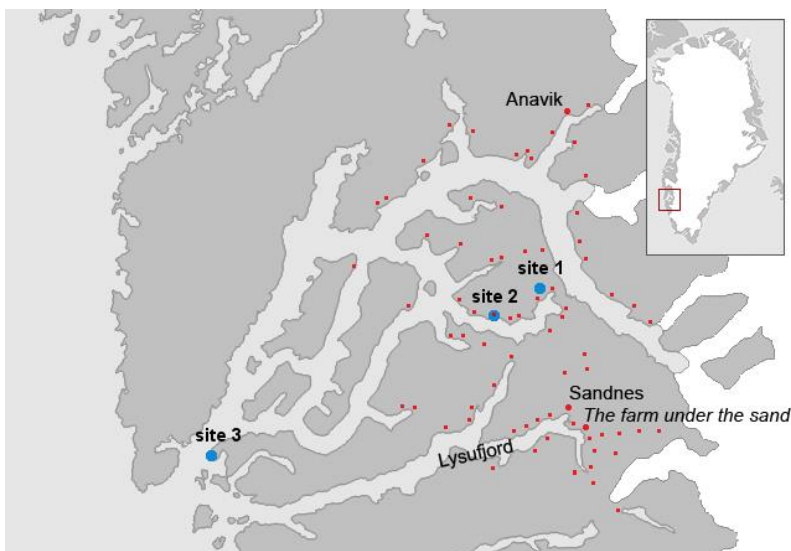 Anavik
site 1
site 2
Sandnes
The farm under the sand
site 3
Lysufjord